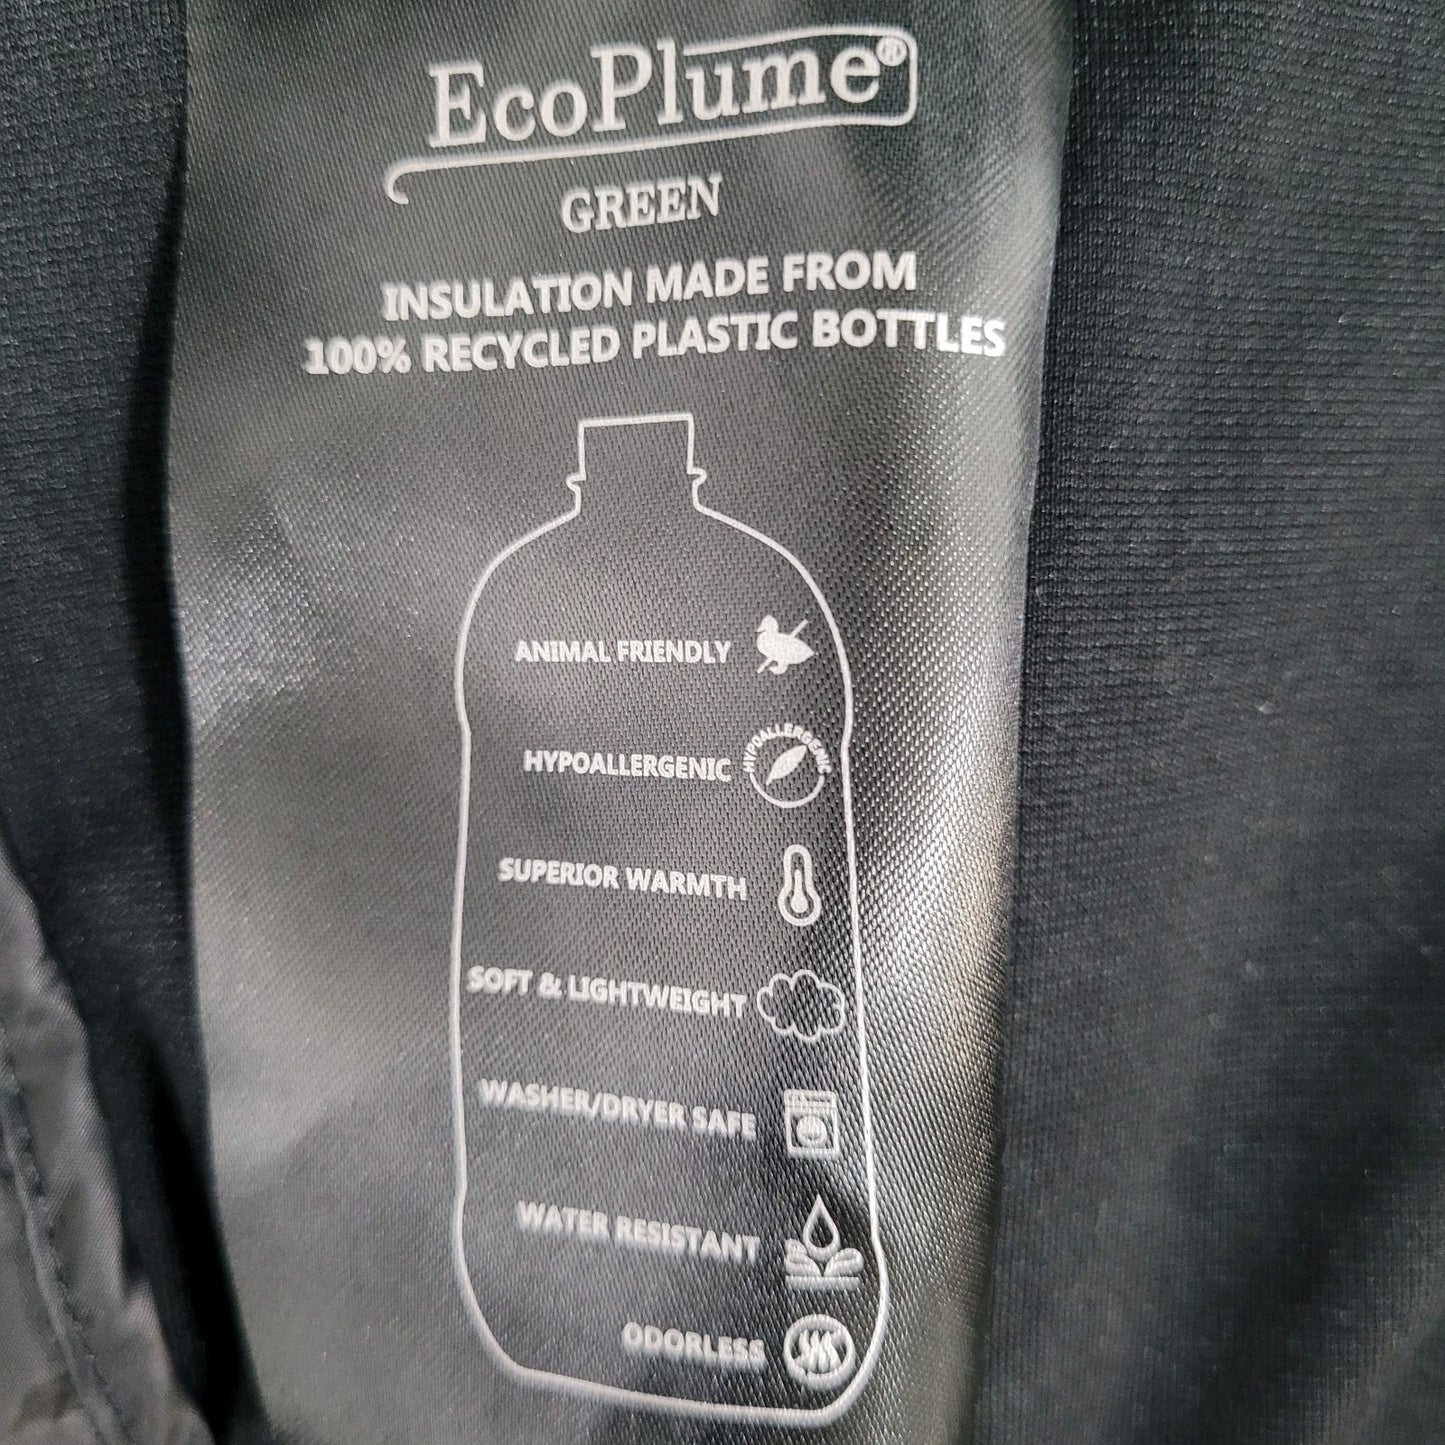 EcoPlume®
GREEN
INSULATION MADE FROM
100% RECYCLED PLASTIC BOTTLES
ANIMAL FRIENDLY
HYPOALLERGENIC
HYPOALLERGENIC
SUPERIOR WARMTH
SOFT & LIGHTWEIGHT
WASHER/DRYER SAFE
WATER RESISTANT
ODORLESS